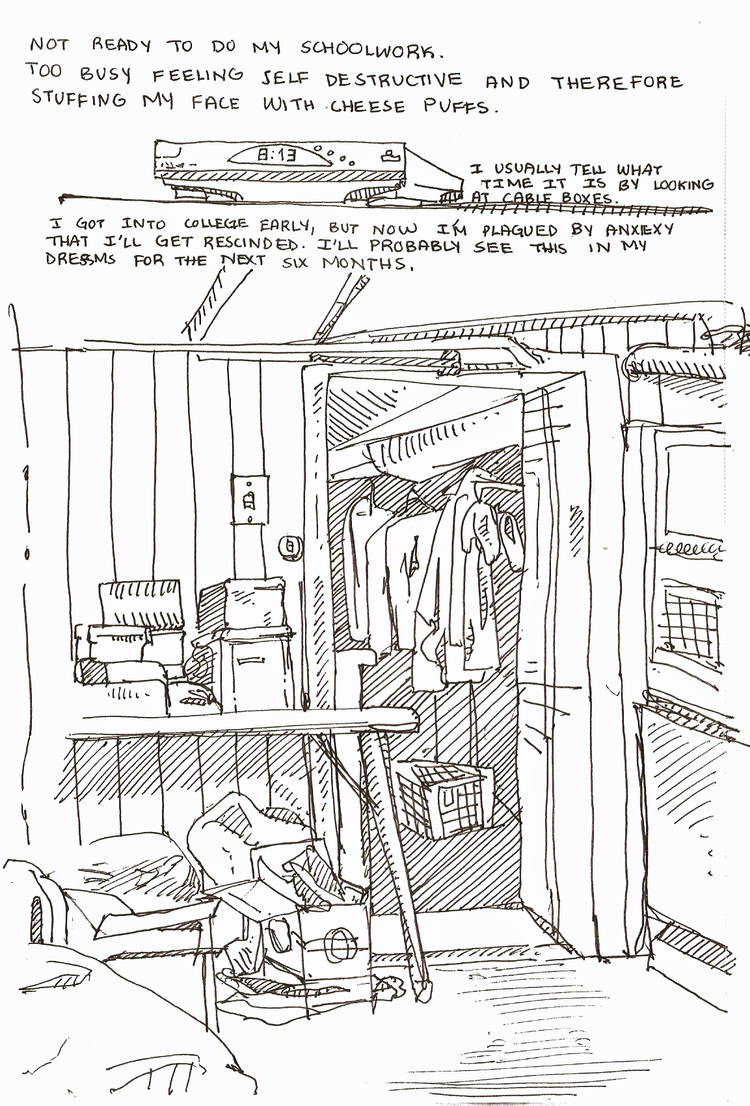 NOT READY TO DO MY SCHOOLWORK.
TOO BUSY FEELING SELF DESTRUCTIVE AND THEREFORE
STUFFING MY FACE WITH CHEESE PUFFS.
8:13
I USUALLY TELL WHAT
TIME IT IS BY LOOKING
AT CABLE BOXES.
I GOT INTO COLLEGE EARLY, BUT NOW I'M PLAGUED BY ANXIEXY
THAT I'LL GET RESCINDED. I'LL PROBABLY SEE THIS IN MY
DREAMS FOR THE NEXT SIX MONTHS.